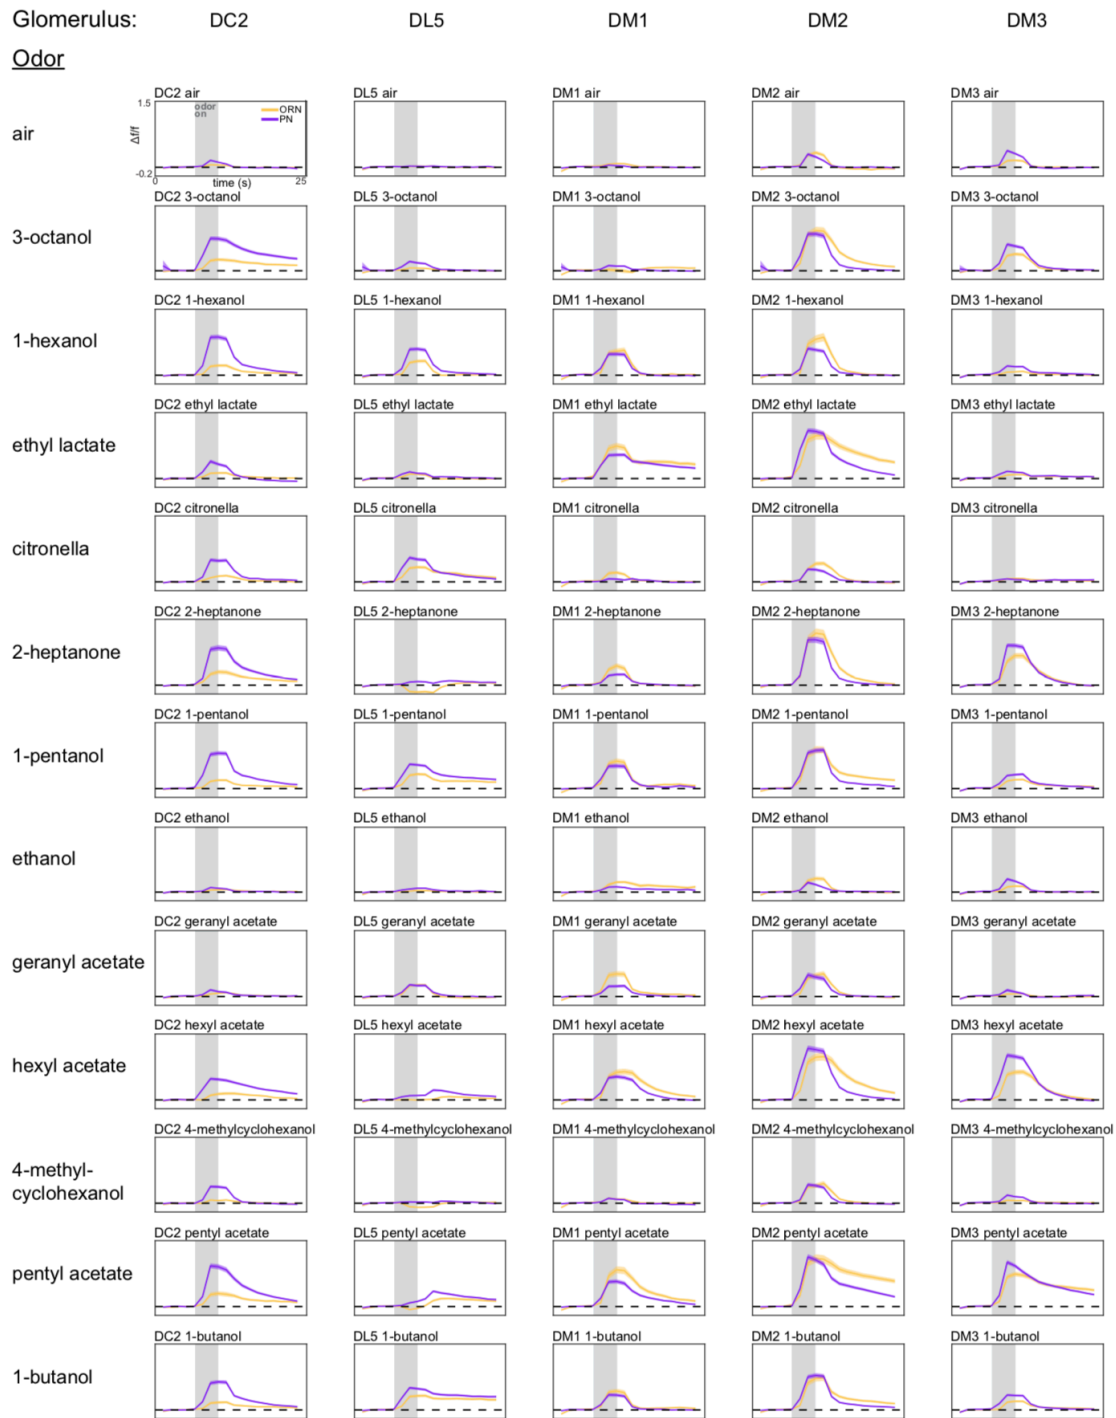 Glomerulus: DC2 DL5 DM1 DM2 DM3
Odor
DC2 air DL5 air DM1 air DM2 air DM3 air
air
1.5
odor on
ORN
PN
Δf/f
-0.2
0
time (s)
25
DC2 3-octanol DL5 3-octanol DM1 3-octanol DM2 3-octanol DM3 3-octanol
3-octanol
DC2 1-hexanol DL5 1-hexanol DM1 1-hexanol DM2 1-hexanol DM3 1-hexanol
1-hexanol
DC2 ethyl lactate DL5 ethyl lactate DM1 ethyl lactate DM2 ethyl lactate DM3 ethyl lactate
ethyl lactate
DC2 citronella DL5 citronella DM1 citronella DM2 citronella DM3 citronella
citronella
DC2 2-heptanone DL5 2-heptanone DM1 2-heptanone DM2 2-heptanone DM3 2-heptanone
2-heptanone
DC2 1-pentanol DL5 1-pentanol DM1 1-pentanol DM2 1-pentanol DM3 1-pentanol
1-pentanol
DC2 ethanol DL5 ethanol DM1 ethanol DM2 ethanol DM3 ethanol
ethanol
DC2 geranyl acetate DL5 geranyl acetate DM1 geranyl acetate DM2 geranyl acetate DM3 geranyl acetate
geranyl acetate
DC2 hexyl acetate DL5 hexyl acetate DM1 hexyl acetate DM2 hexyl acetate DM3 hexyl acetate
hexyl acetate
DC2 4-methylcyclohexanol DL5 4-methylcyclohexanol DM1 4-methylcyclohexanol DM2 4-methylcyclohexanol DM3 4-methylcyclohexanol
4-methyl-
cyclohexanol
DC2 pentyl acetate DL5 pentyl acetate DM1 pentyl acetate DM2 pentyl acetate DM3 pentyl acetate
pentyl acetate
DC2 1-butanol DL5 1-butanol DM1 1-butanol DM2 1-butanol DM3 1-butanol
1-butanol